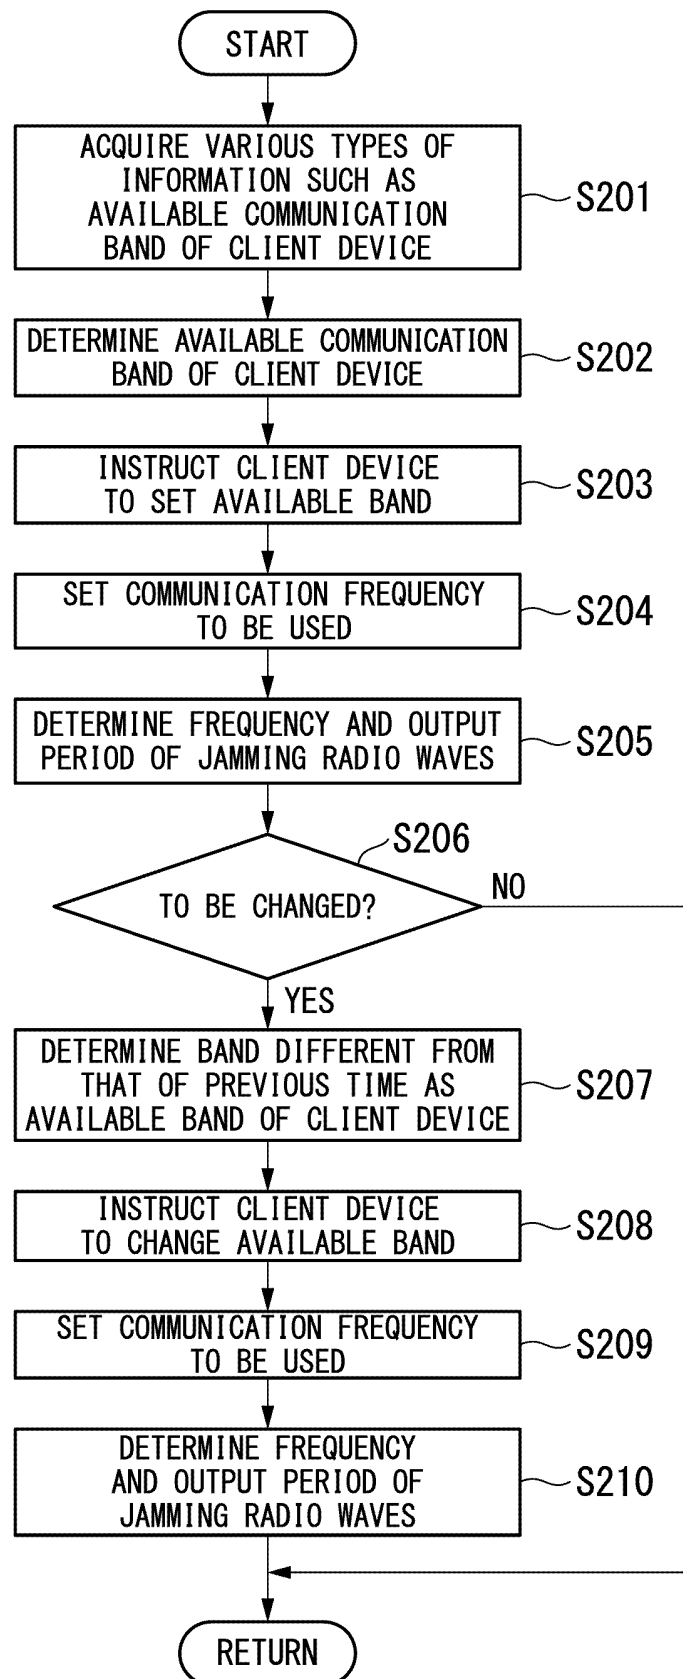 START
ACQUIRE VARIOUS TYPES OF
INFORMATION SUCH AS
AVAILABLE COMMUNICATION
BAND OF CLIENT DEVICE
S201
DETERMINE AVAILABLE COMMUNICATION
BAND OF CLIENT DEVICE
S202
INSTRUCT CLIENT DEVICE
TO SET AVAILABLE BAND
S203
SET COMMUNICATION FREQUENCY
TO BE USED
S204
DETERMINE FREQUENCY AND OUTPUT
PERIOD OF JAMMING RADIO WAVES
S205
S206
TO BE CHANGED?
NO
YES
DETERMINE BAND DIFFERENT FROM
THAT OF PREVIOUS TIME AS
AVAILABLE BAND OF CLIENT DEVICE
S207
INSTRUCT CLIENT DEVICE
TO CHANGE AVAILABLE BAND
S208
SET COMMUNICATION FREQUENCY
TO BE USED
S209
DETERMINE FREQUENCY
AND OUTPUT PERIOD OF
JAMMING RADIO WAVES
S210
RETURN